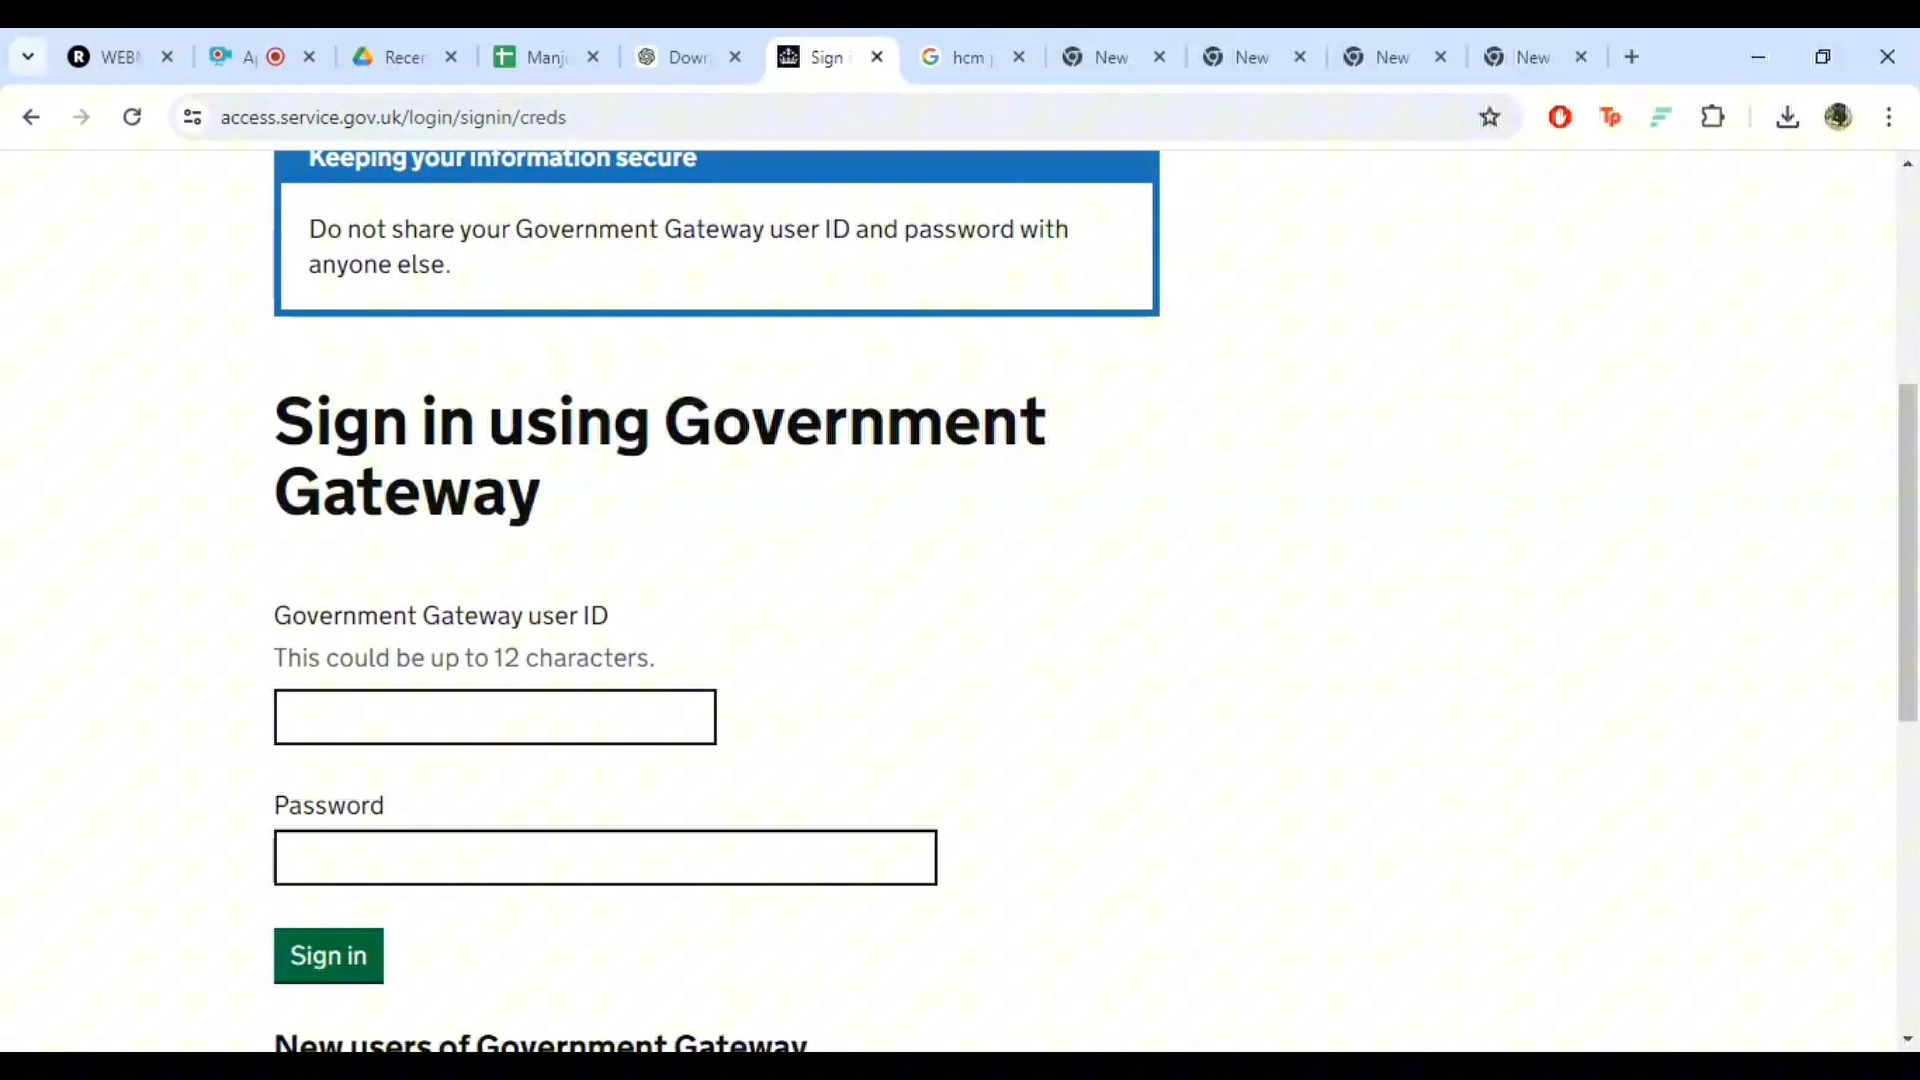 WEBM
A
Recer
Manj
Down
Sign i
hcm p
New
New
New
New
access.service.gov.uk/login/signin/creds
Keeping your information secure
Do not share your Government Gateway user ID and password with
anyone else.
Sign in using Government
Gateway
Government Gateway user ID
This could be up to 12 characters.
Password
Sign in
New users of Government Gateway